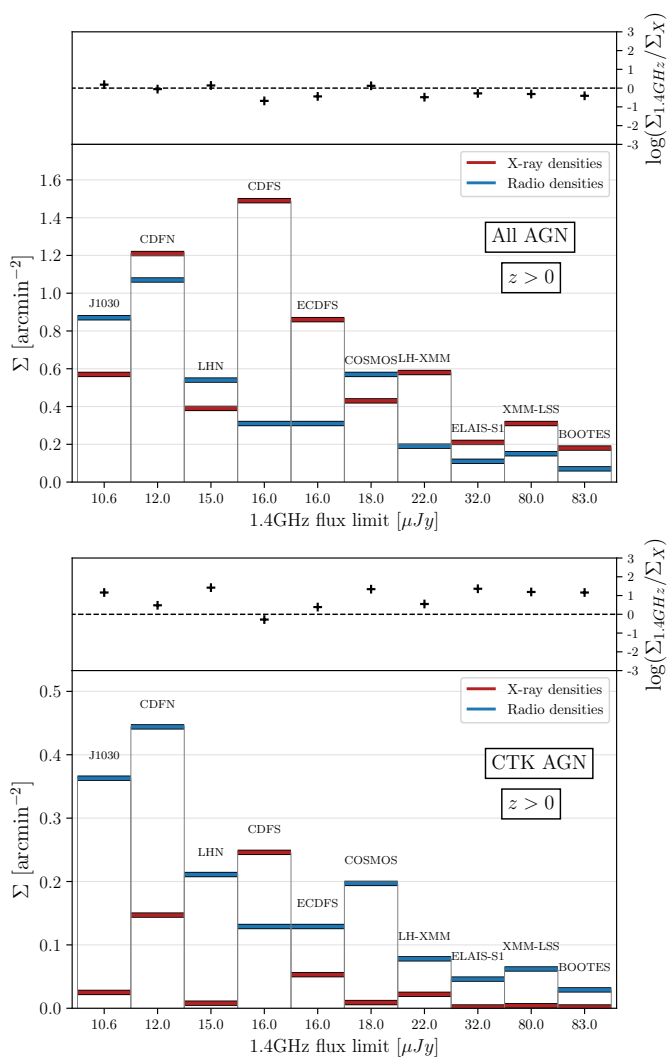 3
2
1
0
-1
-2
-3
log(Σ1.4GHz/ΣX)
X-ray densities
Radio densities
All AGN
z > 0
Σ [arcmin−2]
1.6
1.4
1.2
1.0
0.8
0.6
0.4
0.2
0.0
J1030
CDFN
LHN
CDFS
ECDFS
COSMOS
LH-XMM
ELAIS-S1
XMM-LSS
BOOTES
10.6 12.0 15.0 16.0 16.0 18.0 22.0 32.0 80.0 83.0
1.4GHz flux limit [μJy]
3
2
1
0
-1
-2
-3
log(Σ1.4GHz/ΣX)
X-ray densities
Radio densities
CTK AGN
z > 0
Σ [arcmin−2]
0.5
0.4
0.3
0.2
0.1
0.0
J1030
CDFN
LHN
CDFS
ECDFS
COSMOS
LH-XMM
ELAIS-S1
XMM-LSS
BOOTES
10.6 12.0 15.0 16.0 16.0 18.0 22.0 32.0 80.0 83.0
1.4GHz flux limit [μJy]